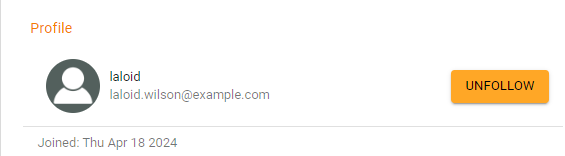 Profile
laloid
laloid.wilson@example.com
UNFOLLOW
Joined: Thu Apr 18 2024